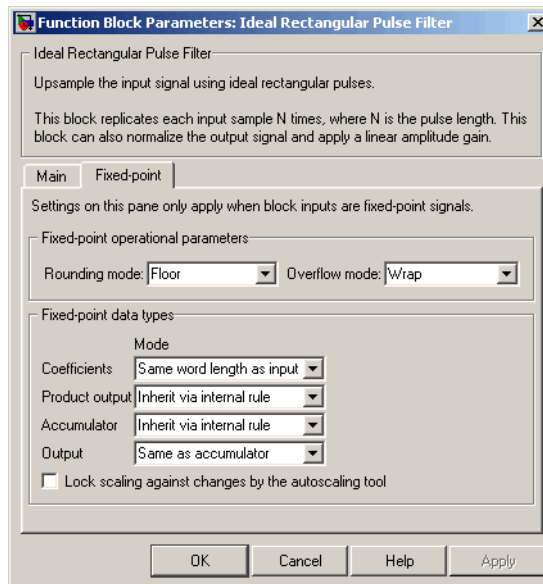 Function Block Parameters: Ideal Rectangular Pulse Filter
Ideal Rectangular Pulse Filter
Upsample the input signal using ideal rectangular pulses.
This block replicates each input sample N times, where N is the pulse length. This
block can also normalize the output signal and apply a linear amplitude gain.
Main Fixed-point
Settings on this pane only apply when block inputs are fixed-point signals.
Fixed-point operational parameters
Rounding mode: Floor Overflow mode: Wrap
Fixed-point data types
Mode
Coefficients Same word length as input
Product output Inherit via internal rule
Accumulator Inherit via internal rule
Output Same as accumulator
Lock scaling against changes by the autoscaling tool
OK Cancel Help Apply